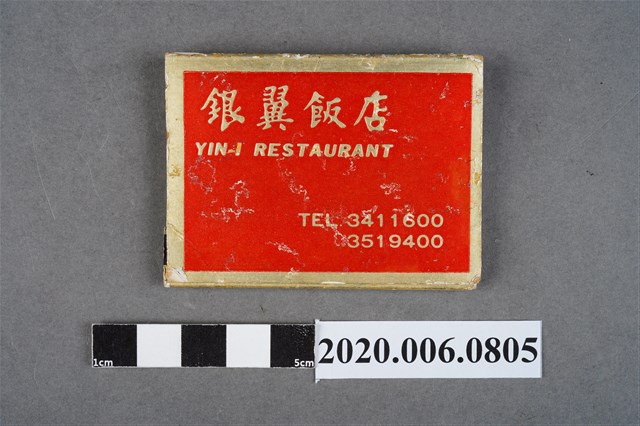 銀翼飯店
YIN-I RESTAURANT
TEL 3411600
3519400
1cm
5cm
2020.006.0805